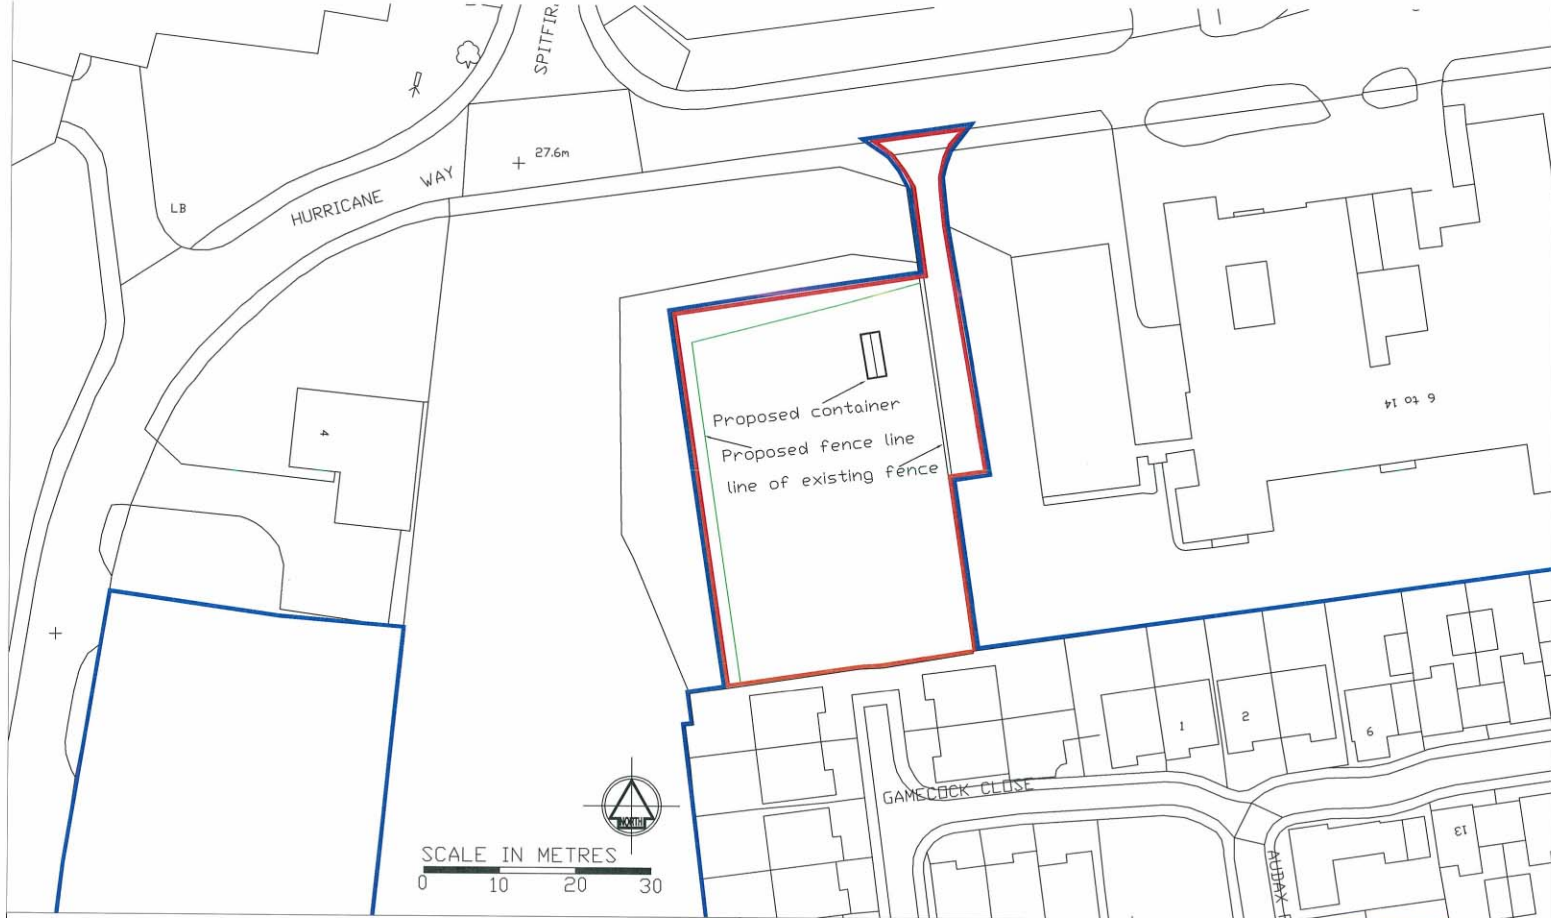 SPITFIR
27.6m
HURRICANE WAY
LB
4
6 to 14
Proposed container
Proposed fence line
line of existing fence
1
2
6
GAMECOCK CLOSE
NORTH
SCALE IN METRES
0 10 20 30
13
AUDAX